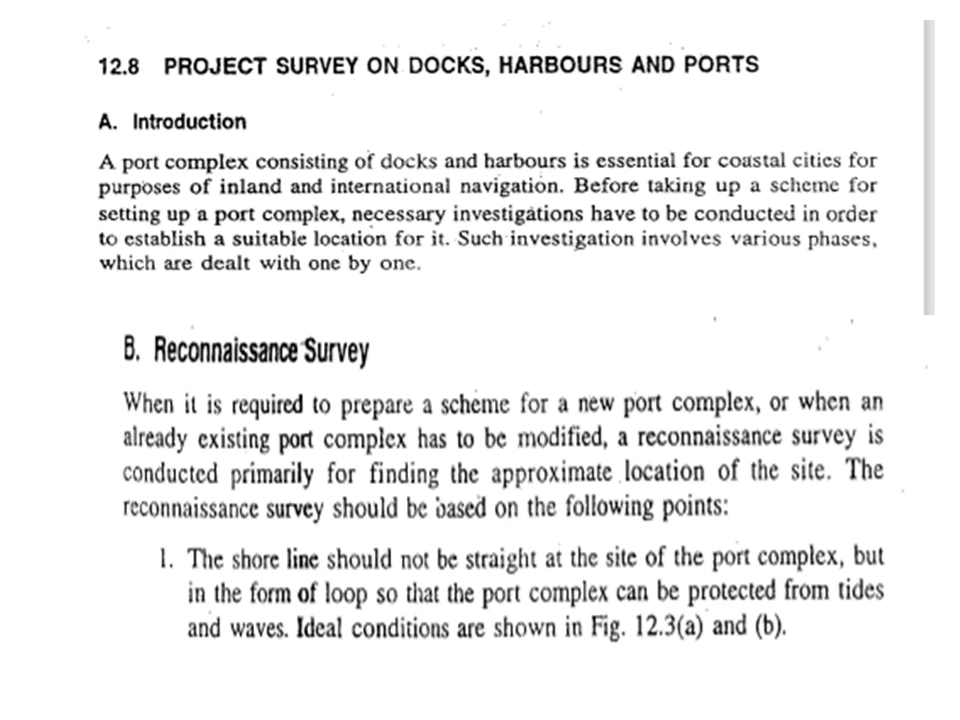 12.8 PROJECT SURVEY ON DOCKS, HARBOURS AND PORTS
A. Introduction
A port complex consisting of docks and harbours is essential for coastal cities for
purposes of inland and international navigation. Before taking up a scheme for
setting up a port complex, necessary investigations have to be conducted in order
to establish a suitable location for it. Such investigation involves various phases,
which are dealt with one by one.
B. Reconnaissance Survey
When it is required to prepare a scheme for a new port complex, or when an
already existing port complex has to be modified, a reconnaissance survey is
conducted primarily for finding the approximate location of the site. The
reconnaissance survey should be based on the following points:
1. The shore line should not be straight at the site of the port complex, but
in the form of loop so that the port complex can be protected from tides
and waves. Ideal conditions are shown in Fig. 12.3(a) and (b).